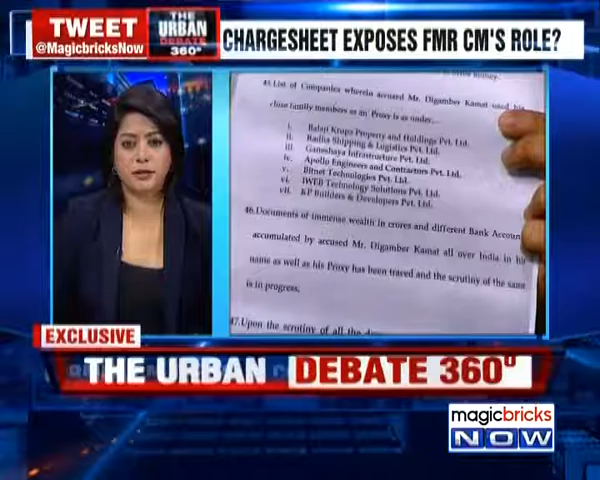 TWEET
@MagicbricksNow
THE
URBAN
DEBATE
360°
CHARGESHEET EXPOSES FMR CM'S ROLE?
45.List of Companies wherein accused Mr. Digamber Kamat used his
close family members as an Proxy is as under..
i. Balaji Krupa Property and Holdings Pvt. Ltd.
ii. Radha Shipping & Logistics Pvt. Ltd.
iii. Ganeshaya Infrastructure Pvt. Ltd.
iv. Apollo Engineers and Contractors Pvt. Ltd.
v. Bitnet Technologies Pvt. Ltd.
vi. IWEB Technology Solutions Pvt. Ltd.
vii. KP Builders & Developers Pvt. Ltd.
46.Documents of immense wealth in crores and different Bank Accoun
accumulated by accused Mr. Digamber Kamat all over India in his
name as well as his Proxy has been traced and the scrutiny of the same
is in progress.
47.Upon the scrutiny of all the
EXCLUSIVE
THE URBAN DEBATE 360°
magicbricks
NOW